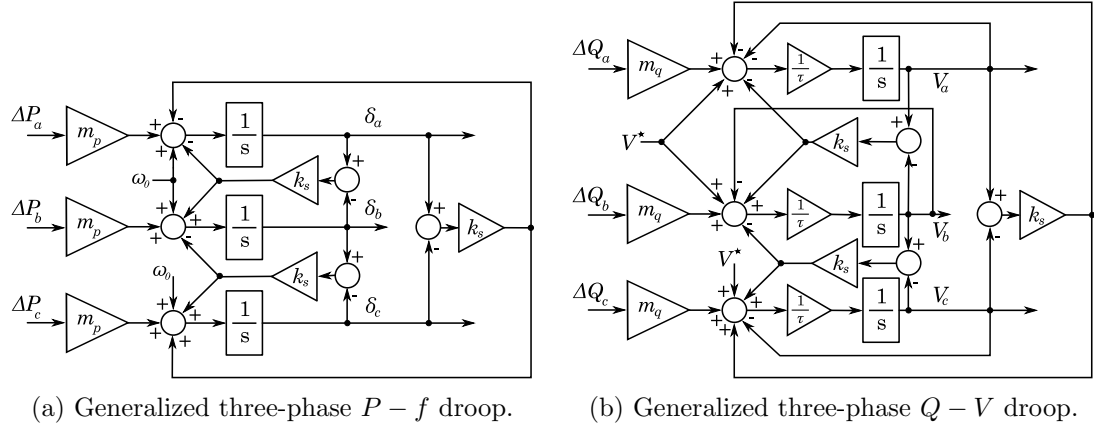 ΔP_a m_p + - - + 1/s δ_a
ω_0 k_s + -
ΔP_b m_p + + + + - 1/s δ_b + - k_s
ω_0 k_s + -
ΔP_c m_p + + + + 1/s δ_c
(a) Generalized three-phase P − f droop.
ΔQ_a m_q + - - - + 1/τ 1/s V_a
V* k_s + -
ΔQ_b m_q + - + + + - 1/τ 1/s V_b + - k_s
V* k_s + -
ΔQ_c m_q + + + - + 1/τ 1/s V_c
(b) Generalized three-phase Q − V droop.